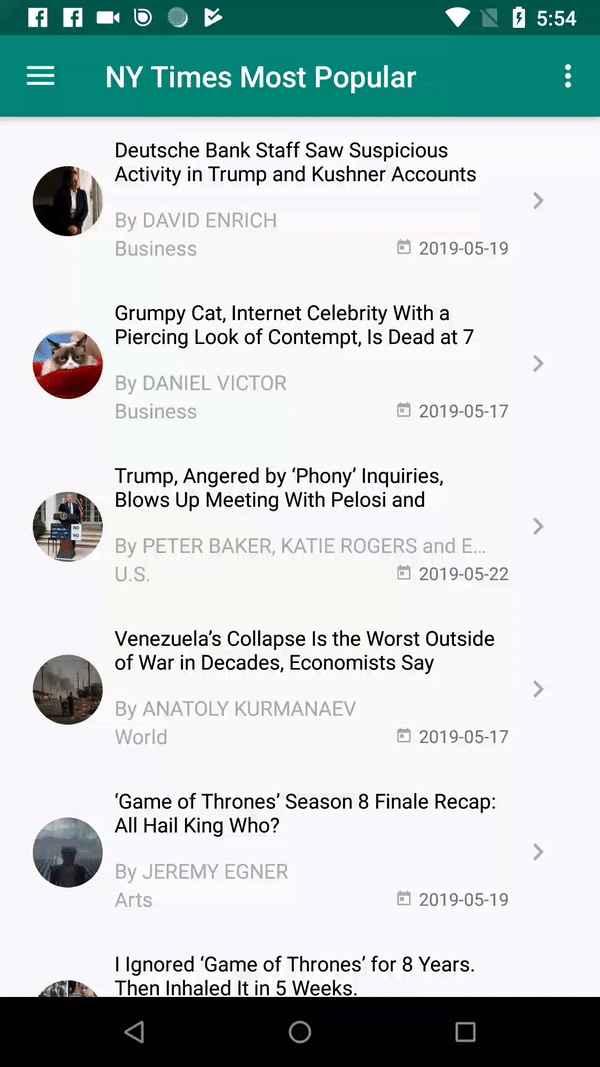 5:54
NY Times Most Popular
Deutsche Bank Staff Saw Suspicious
Activity in Trump and Kushner Accounts
By DAVID ENRICH
Business
2019-05-19
Grumpy Cat, Internet Celebrity With a
Piercing Look of Contempt, Is Dead at 7
By DANIEL VICTOR
Business
2019-05-17
Trump, Angered by ‘Phony’ Inquiries,
Blows Up Meeting With Pelosi and
By PETER BAKER, KATIE ROGERS and E...
U.S.
2019-05-22
Venezuela’s Collapse Is the Worst Outside
of War in Decades, Economists Say
By ANATOLY KURMANAEV
World
2019-05-17
‘Game of Thrones’ Season 8 Finale Recap:
All Hail King Who?
By JEREMY EGNER
Arts
2019-05-19
I Ignored ‘Game of Thrones’ for 8 Years.
Then Inhaled It in 5 Weeks.